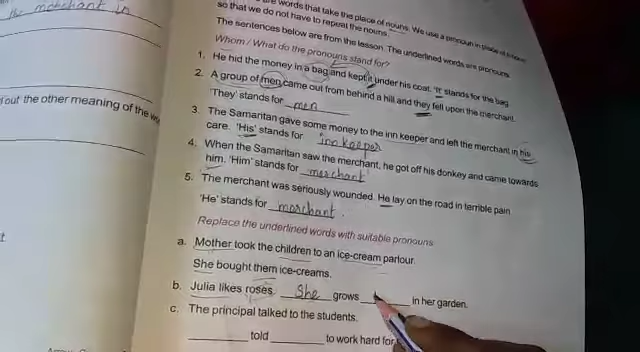 the merchant in
are words that take the place of nouns. We use a pronoun in place of
so that we do not have to repeat the nouns.
The sentences below are from the lesson. The underlined words are pronouns.
Whom / What do the pronouns stand for?
1. He hid the money in a bag and kept it under his coat. 'It' stands for the bag.
2. A group of men came out from behind a hill and they fell upon the merchant.
'They' stands for men
3. The Samaritan gave some money to the inn keeper and left the merchant in his
care. 'His' stands for inn keeper
4. When the Samaritan saw the merchant, he got off his donkey and came towards
him. 'Him' stands for merchant
5. The merchant was seriously wounded. He lay on the road in terrible pain.
'He' stands for merchant.
out the other meaning of the
Replace the underlined words with suitable pronouns
a. Mother took the children to an ice-cream parlour.
She bought them ice-creams.
b. Julia likes roses. She grows in her garden.
c. The principal talked to the students.
told to work hard for